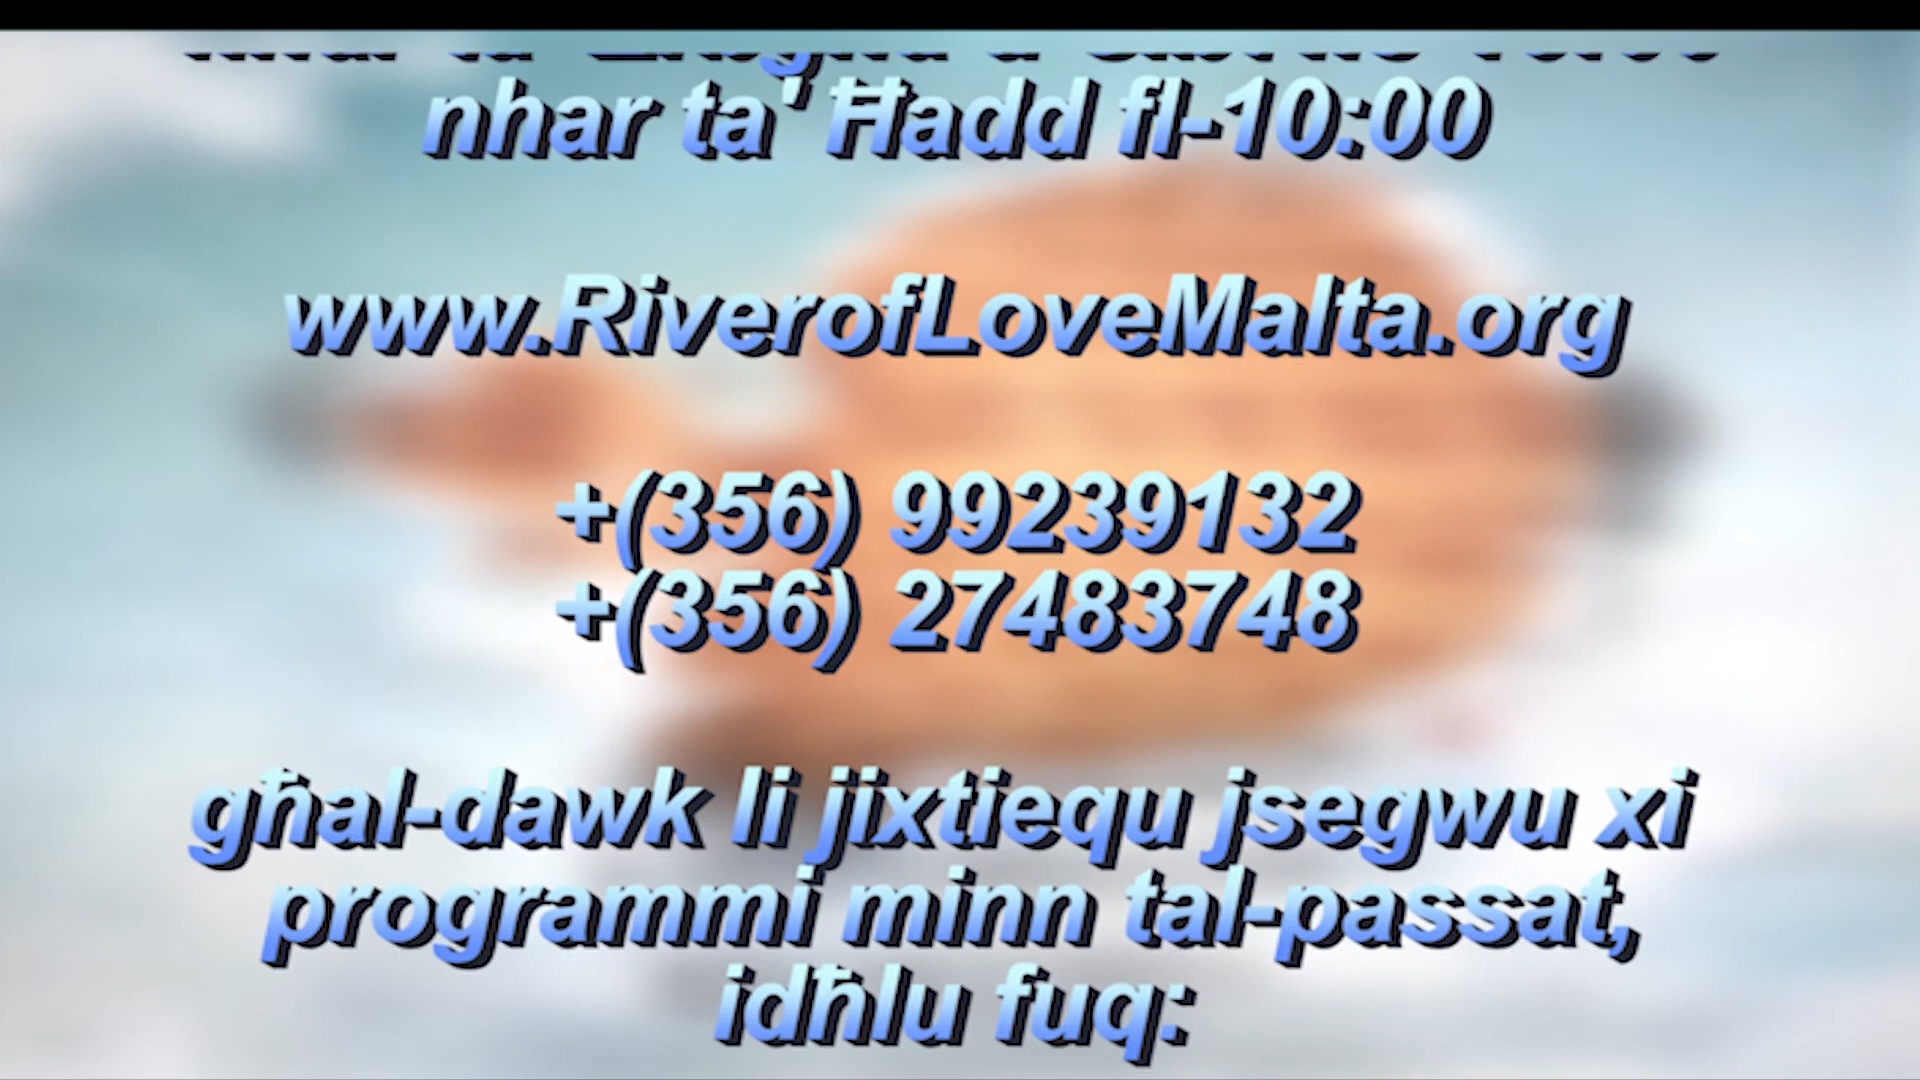 nhar ta' Ħadd fl-10:00
www.RiverofLoveMalta.org
+(356) 99239132
+(356) 27483748
għal-dawk li jixtiequ jsegwu xi
programmi minn tal-passat,
idħlu fuq: